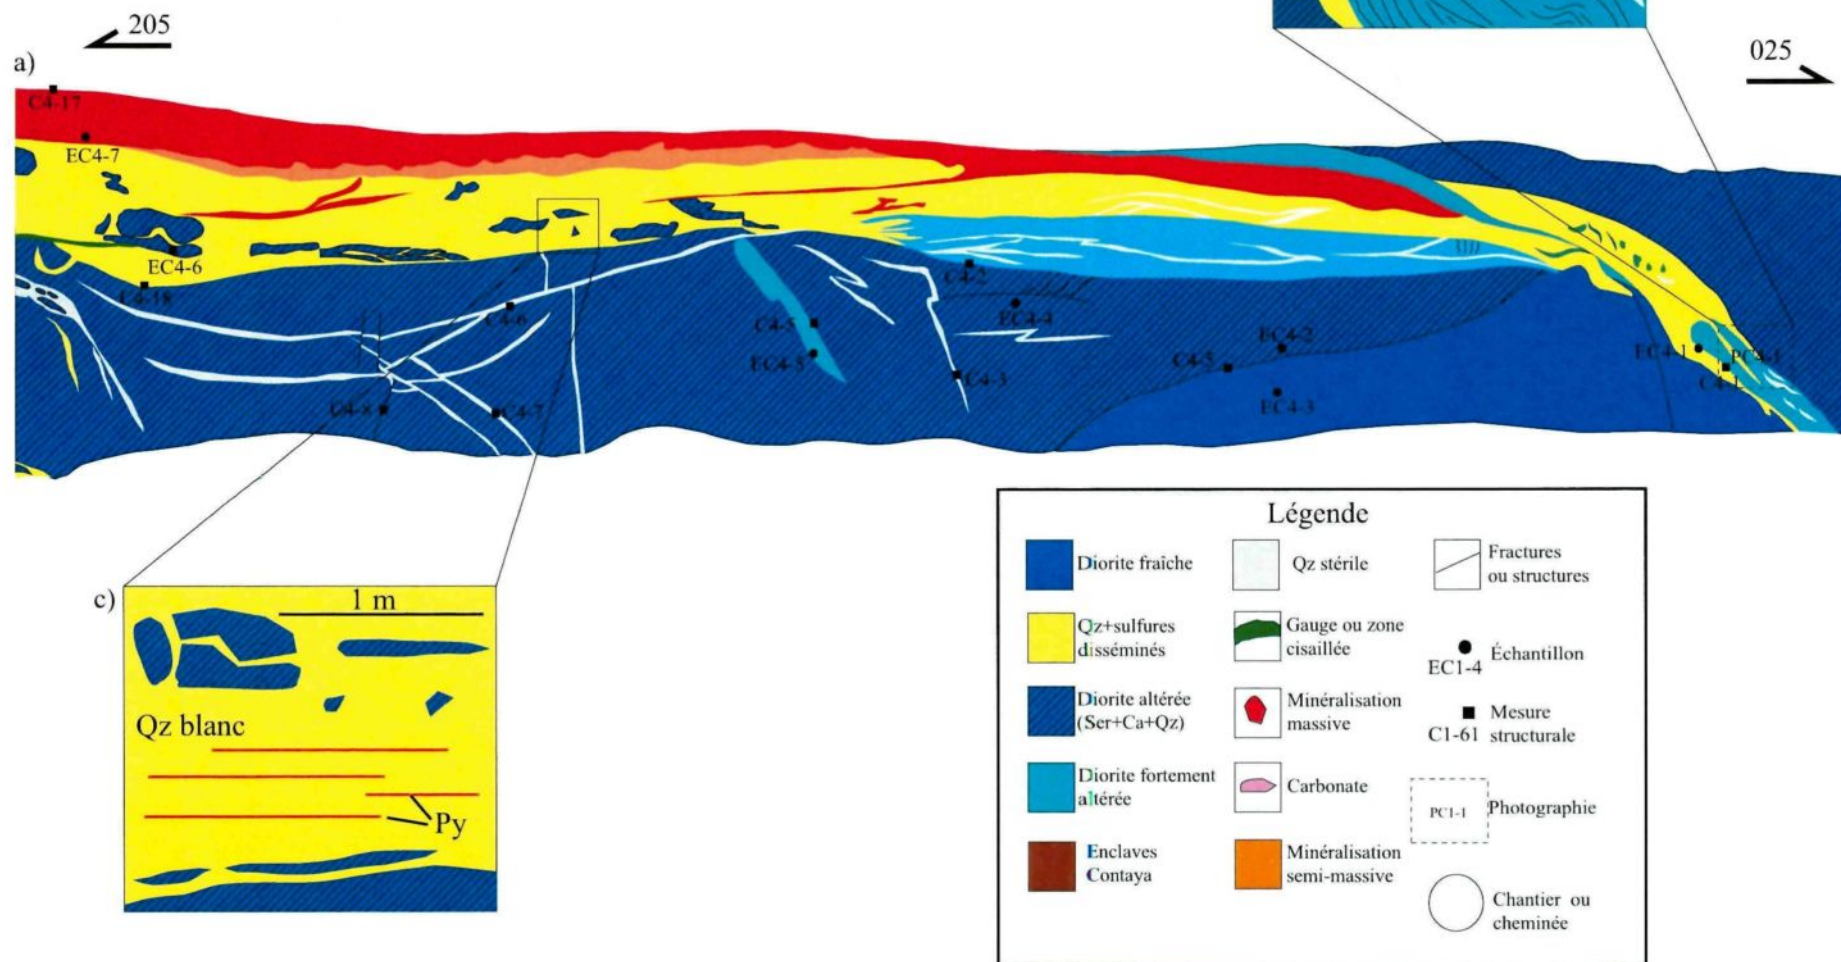 205
025
a)
C4-17
EC4-7
EC4-6
C4-18
C4-6
C4-8
C4-7
C4-5
EC4-5
C4-2
EC4-4
C4-3
C4-5
EC4-2
EC4-3
EC4-1
PC4-1
C4-1
c)
1 m
Qz blanc
Py
Légende
Diorite fraîche
Qz+sulfures
disséminés
Diorite altérée
(Ser+Ca+Qz)
Diorite fortement
altérée
Enclaves
Contaya
Qz stérile
Gauge ou zone
cisaillée
Minéralisation
massive
Carbonate
Minéralisation
semi-massive
Fractures
ou structures
EC1-4
Échantillon
C1-61
Mesure
structurale
PC1-1
Photographie
Chantier ou
cheminée